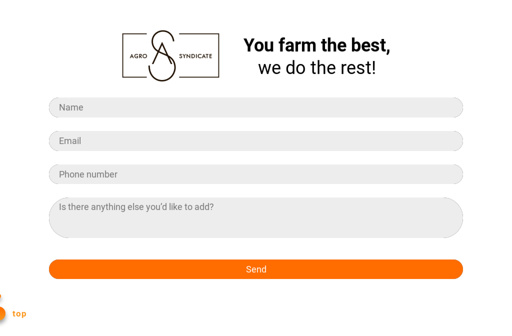 AGRO SYNDICATE
You farm the best,
we do the rest!
Name
Email
Phone number
Is there anything else you'd like to add?
Send
top